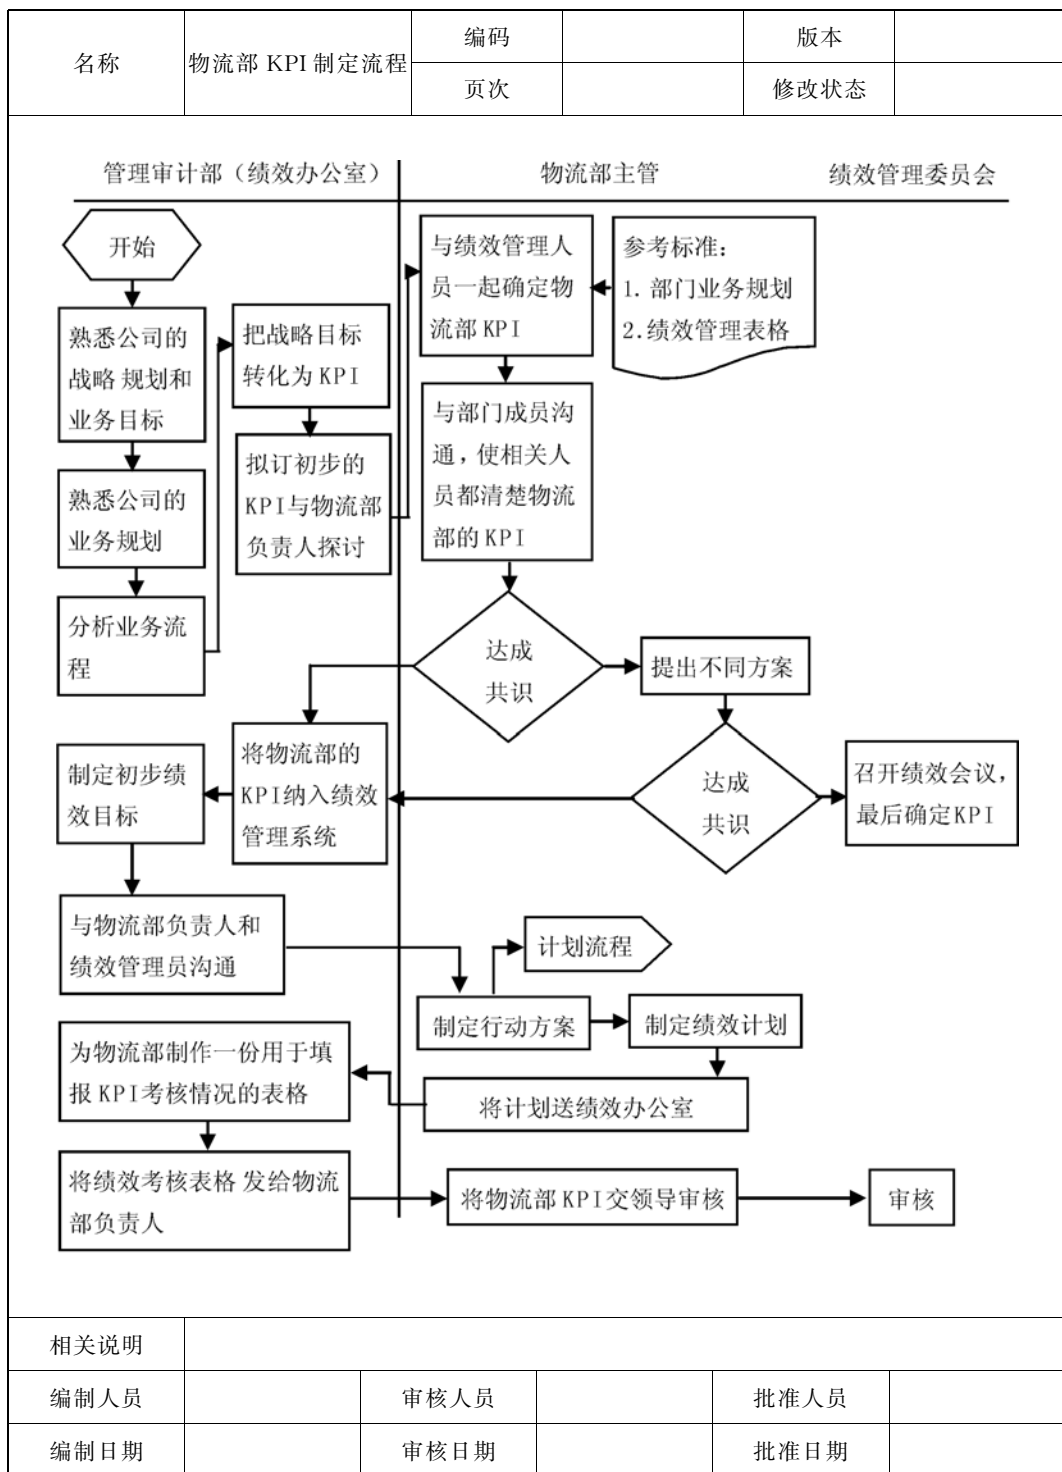 名称
物流部 KPI 制定流程
编码
版本
页次
修改状态
管理审计部（绩效办公室）
物流部主管
绩效管理委员会
开始
熟悉公司的
战略 规划和
业务目标
熟悉公司的
业务规划
分析业务流
程
把战略目标
转化为 KPI
拟订初步的
KPI与物流部
负责人探讨
与绩效管理人
员一起确定物
流部 KPI
参考标准：
1. 部门业务规划
2.绩效管理表格
与部门成员沟
通，使相关人
员都清楚物流
部的 KPI
达成
共识
提出不同方案
达成
共识
召开绩效会议，
最后确定KPI
将物流部的
KPI纳入绩效
管理系统
制定初步绩
效目标
与物流部负责人和
绩效管理员沟通
计划流程
制定行动方案
制定绩效计划
将计划送绩效办公室
为物流部制作一份用于填
报 KPI考核情况的表格
将绩效考核表格 发给物流
部负责人
将物流部 KPI交领导审核
审核
相关说明
编制人员
审核人员
批准人员
编制日期
审核日期
批准日期